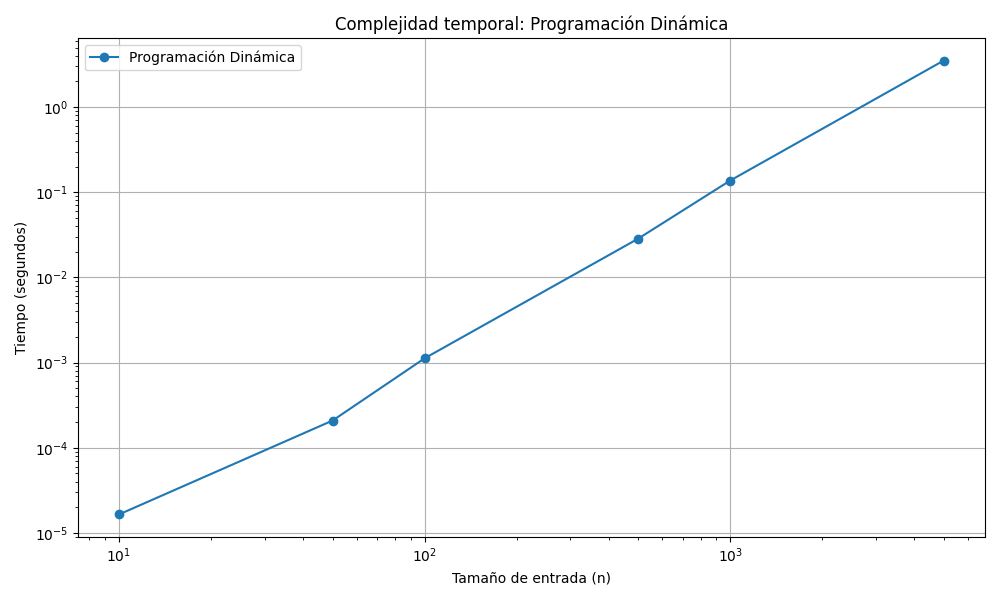 Complejidad temporal: Programación Dinámica
Programación Dinámica
Tiempo (segundos)
10⁰
10⁻¹
10⁻²
10⁻³
10⁻⁴
10⁻⁵
10¹ 10² 10³
Tamaño de entrada (n)